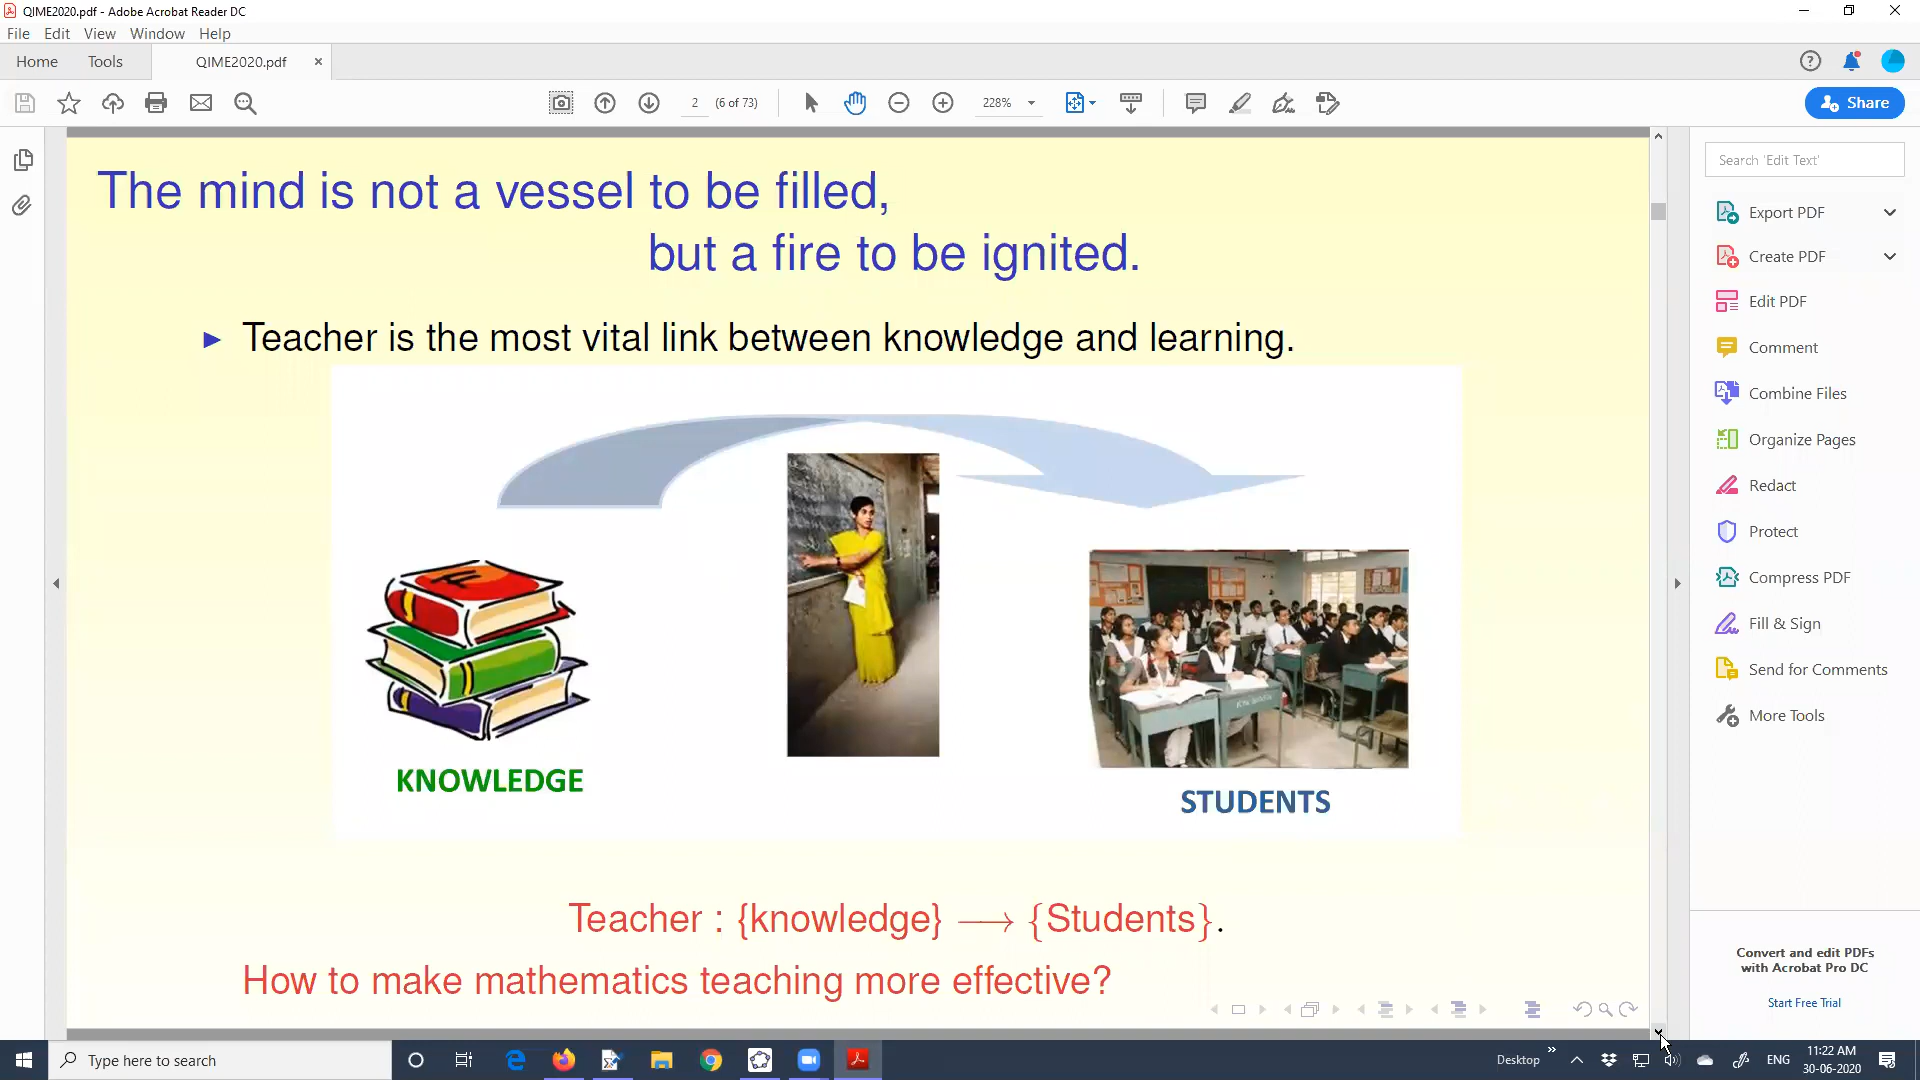 QIME2020.pdf - Adobe Acrobat Reader DC
File Edit View Window Help
Home Tools QIME2020.pdf
2 (6 of 73) 228% Share
The mind is not a vessel to be filled,
but a fire to be ignited.
Teacher is the most vital link between knowledge and learning.
KNOWLEDGE
STUDENTS
Teacher : {knowledge} ⟶ {Students}.
How to make mathematics teaching more effective?
Search 'Edit Text'
Export PDF
Create PDF
Edit PDF
Comment
Combine Files
Organize Pages
Redact
Protect
Compress PDF
Fill & Sign
Send for Comments
More Tools
Convert and edit PDFs
with Acrobat Pro DC
Start Free Trial
Type here to search
Desktop
ENG
11:22 AM
30-06-2020